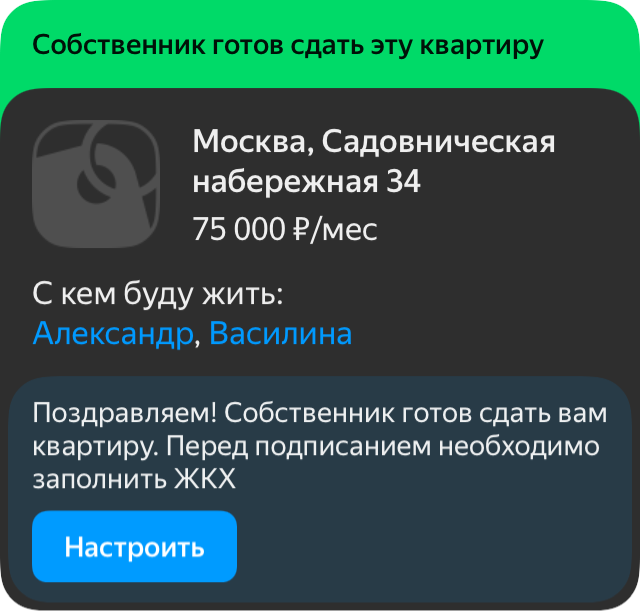 Собственник готов сдать эту квартиру
Москва, Садовническая
набережная 34
75 000 ₽/мес
С кем буду жить:
Александр, Василина
Поздравляем! Собственник готов сдать вам
квартиру. Перед подписанием необходимо
заполнить ЖКХ
Настроить